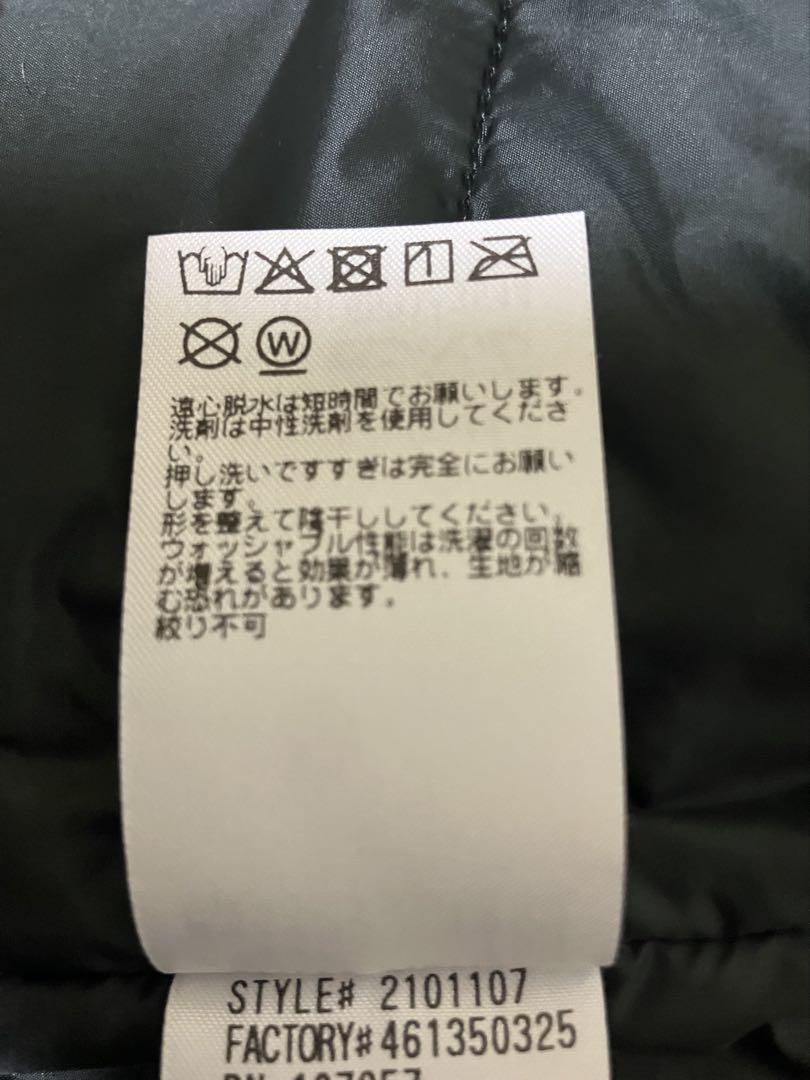 W
遠心脱水は短時間でお願いします。
洗剤は中性洗剤を使用してくださ
い。
押し洗いですすぎは完全にお願い
します。
形を整えて陰干ししてください。
ウォッシャブル性能は洗濯の回数
が増えると効果が薄れ、生地が縮
む恐れがあります。
絞り不可
STYLE# 2101107
FACTORY#461350325